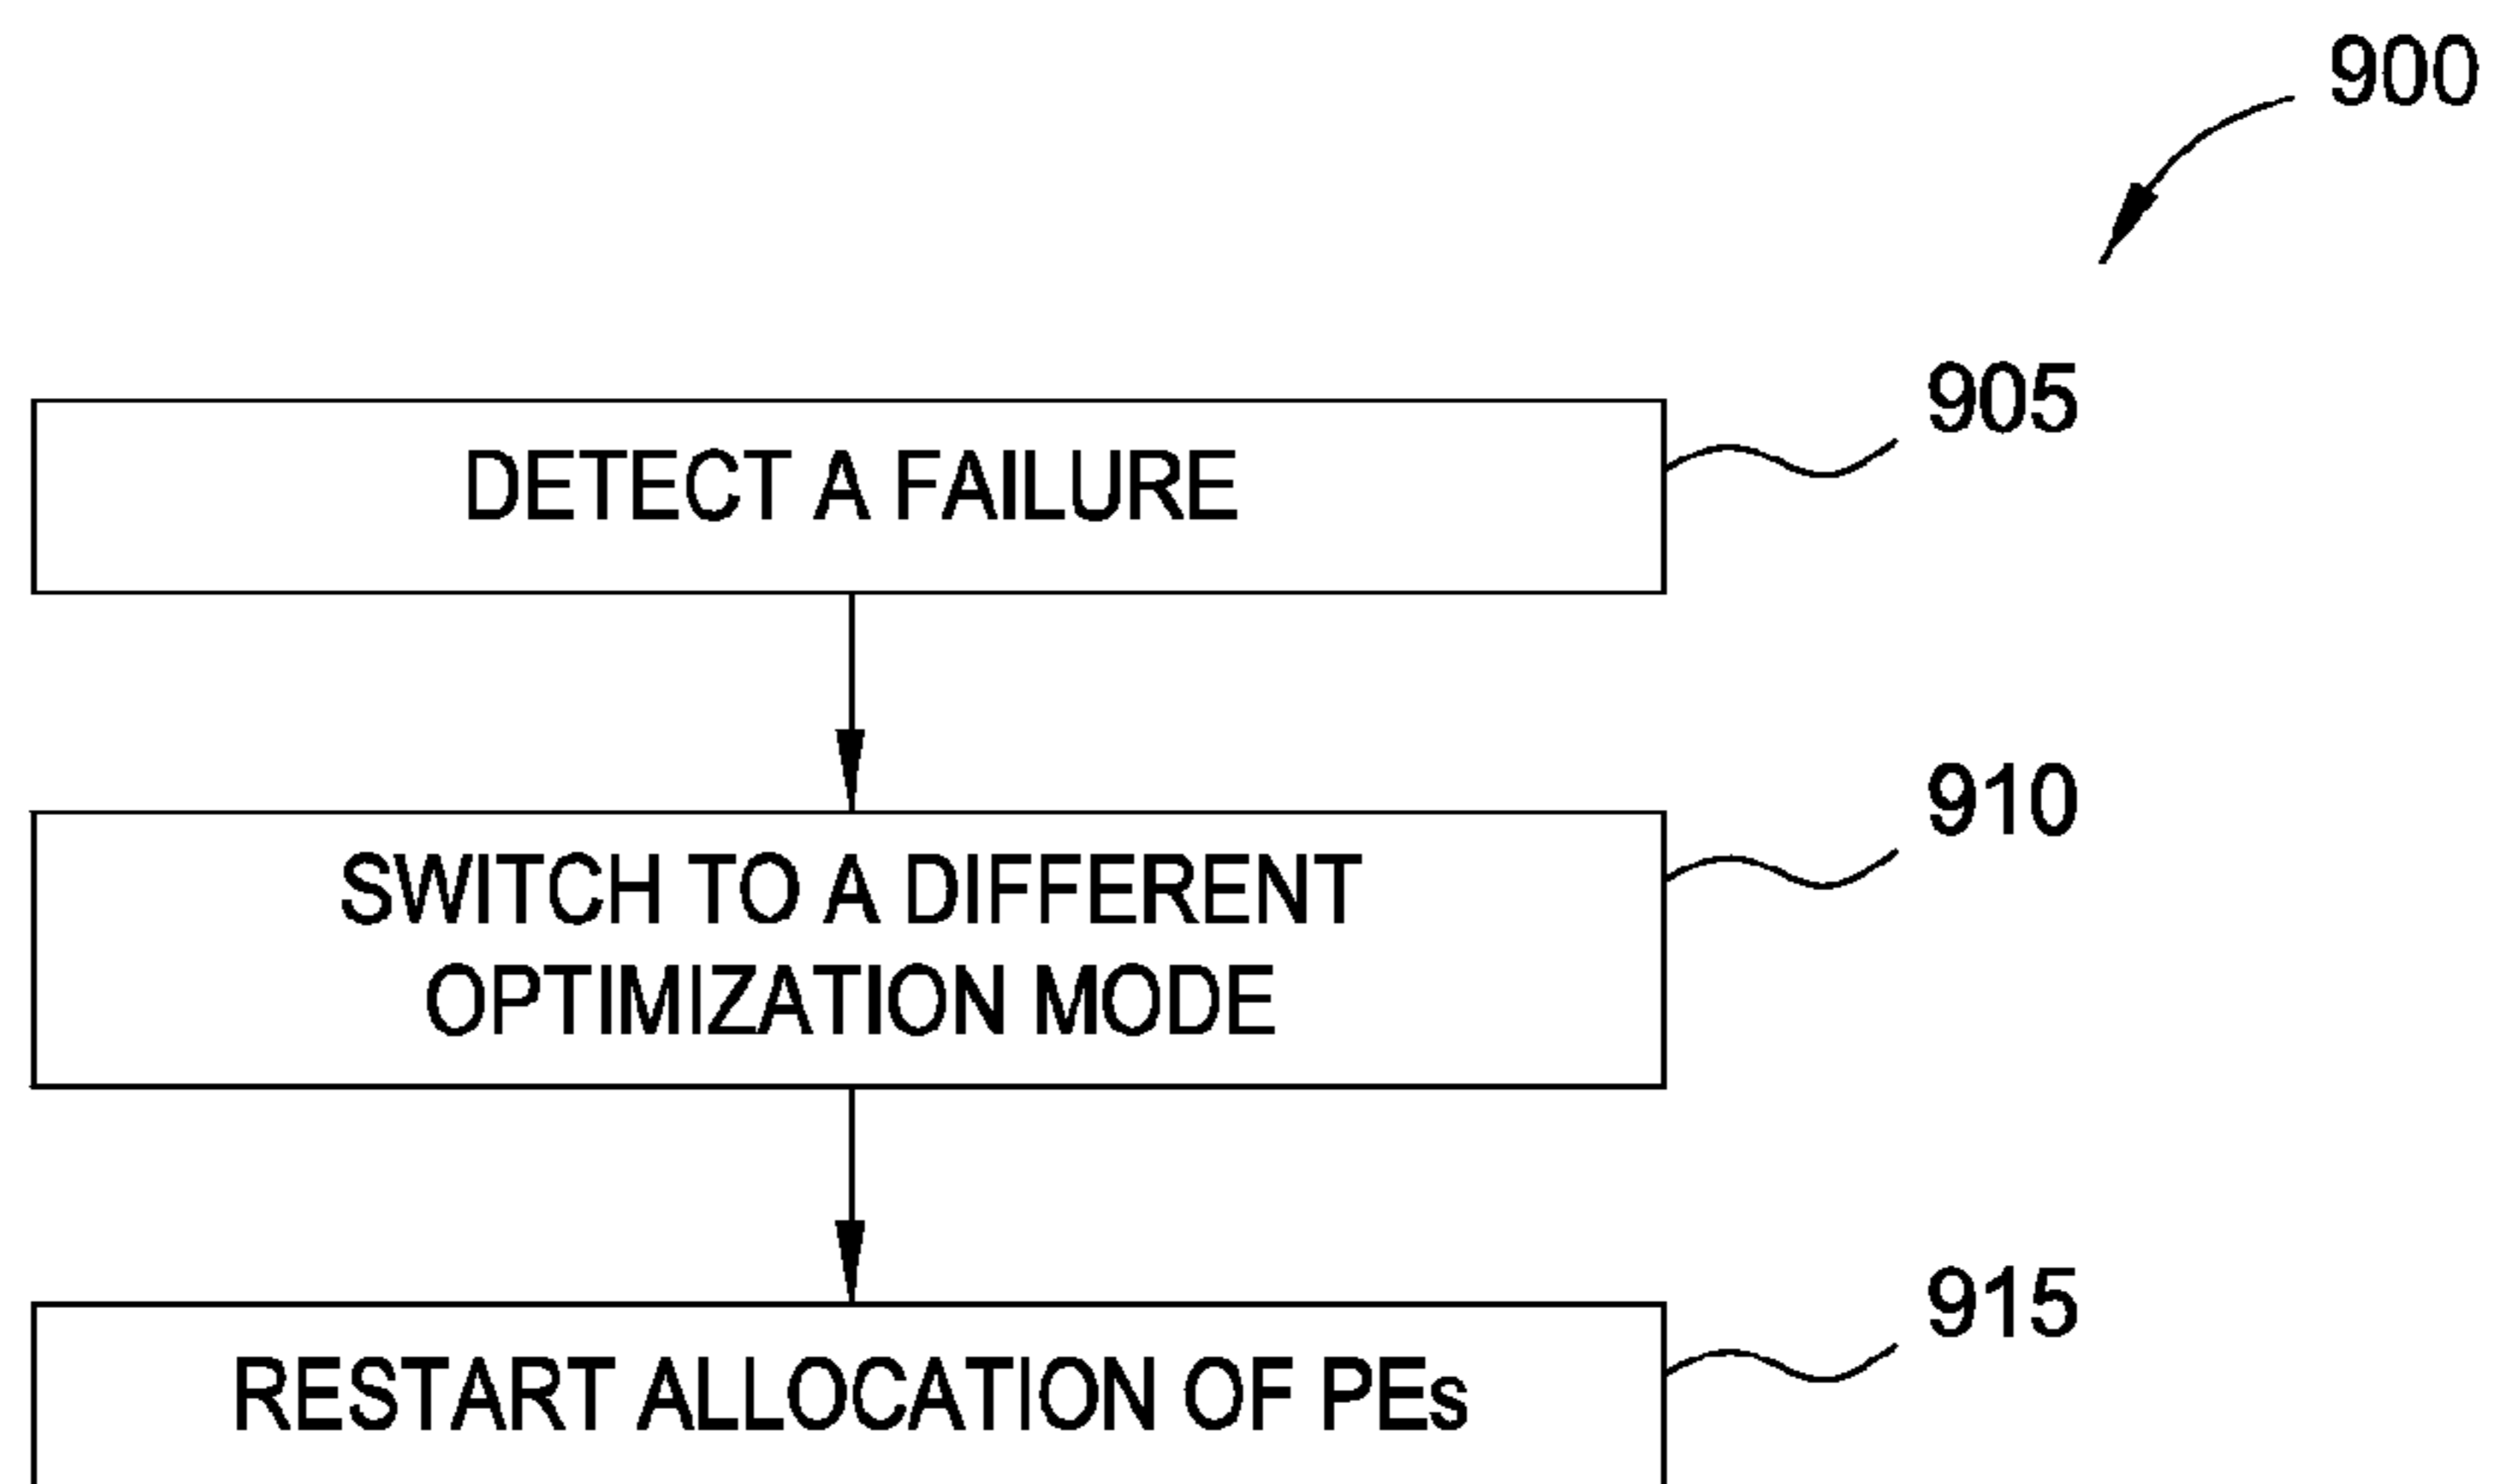 900
905
DETECT A FAILURE
910
SWITCH TO A DIFFERENT
OPTIMIZATION MODE
915
RESTART ALLOCATION OF PEs